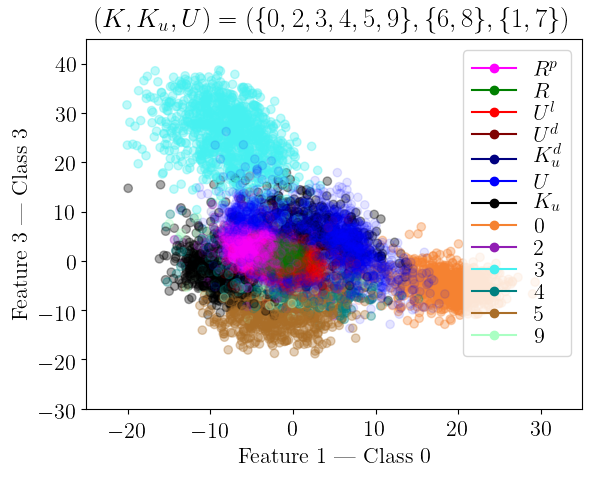 (K, K_u, U) = ({0, 2, 3, 4, 5, 9}, {6, 8}, {1, 7})
Feature 3 — Class 3
40
30
20
10
0
−10
−20
−30
−20
−10
0
10
20
30
Feature 1 — Class 0
R^p
R
U^l
U^d
K_u^d
U
K_u
0
2
3
4
5
9